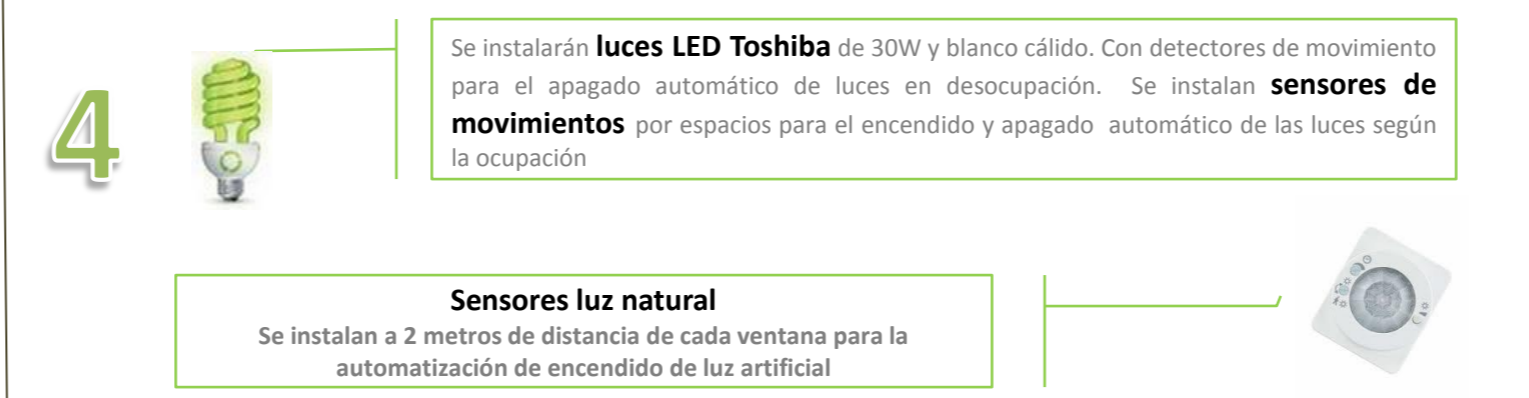 4
Se instalarán luces LED Toshiba de 30W y blanco cálido. Con detectores de movimiento
para el apagado automático de luces en desocupación. Se instalan sensores de
movimientos por espacios para el encendido y apagado automático de las luces según
la ocupación
Sensores luz natural
Se instalan a 2 metros de distancia de cada ventana para la
automatización de encendido de luz artificial